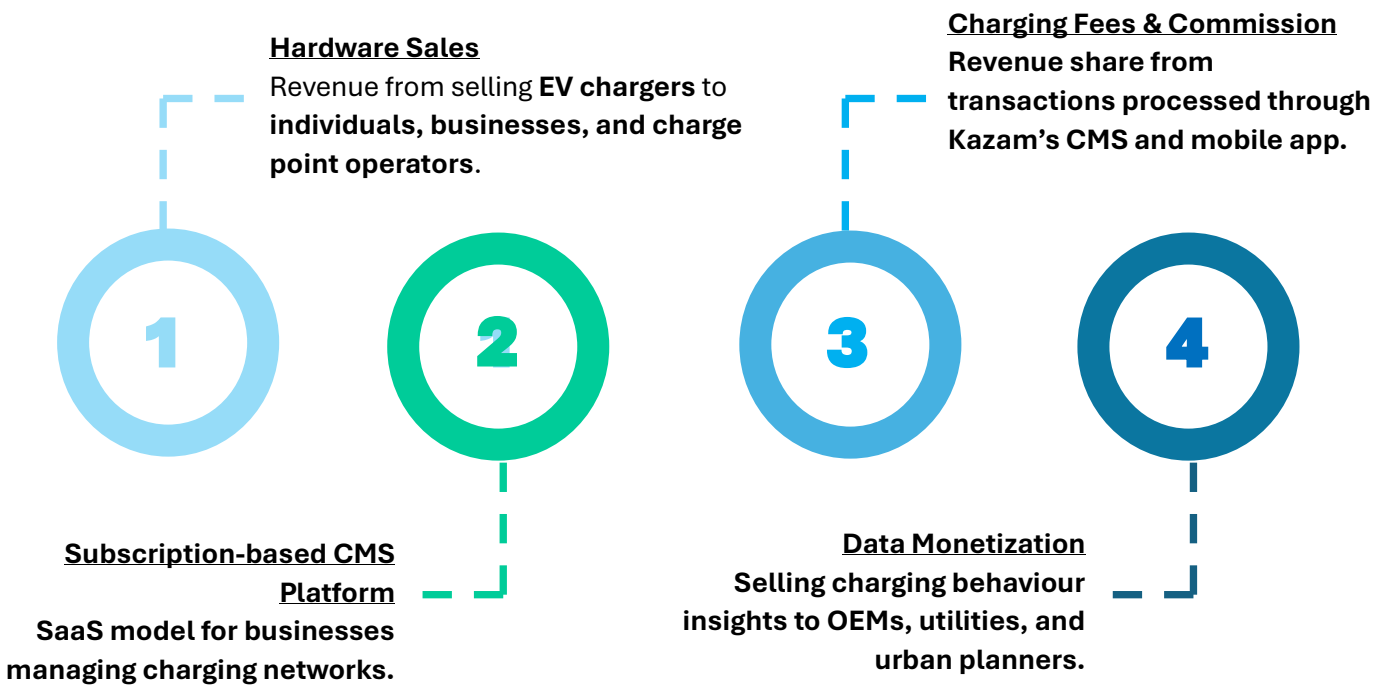 Hardware Sales
Revenue from selling EV chargers to
individuals, businesses, and charge
point operators.
Charging Fees & Commission
Revenue share from
transactions processed through
Kazam's CMS and mobile app.
1
2
3
4
Subscription-based CMS
Platform
SaaS model for businesses
managing charging networks.
Data Monetization
Selling charging behaviour
insights to OEMs, utilities, and
urban planners.